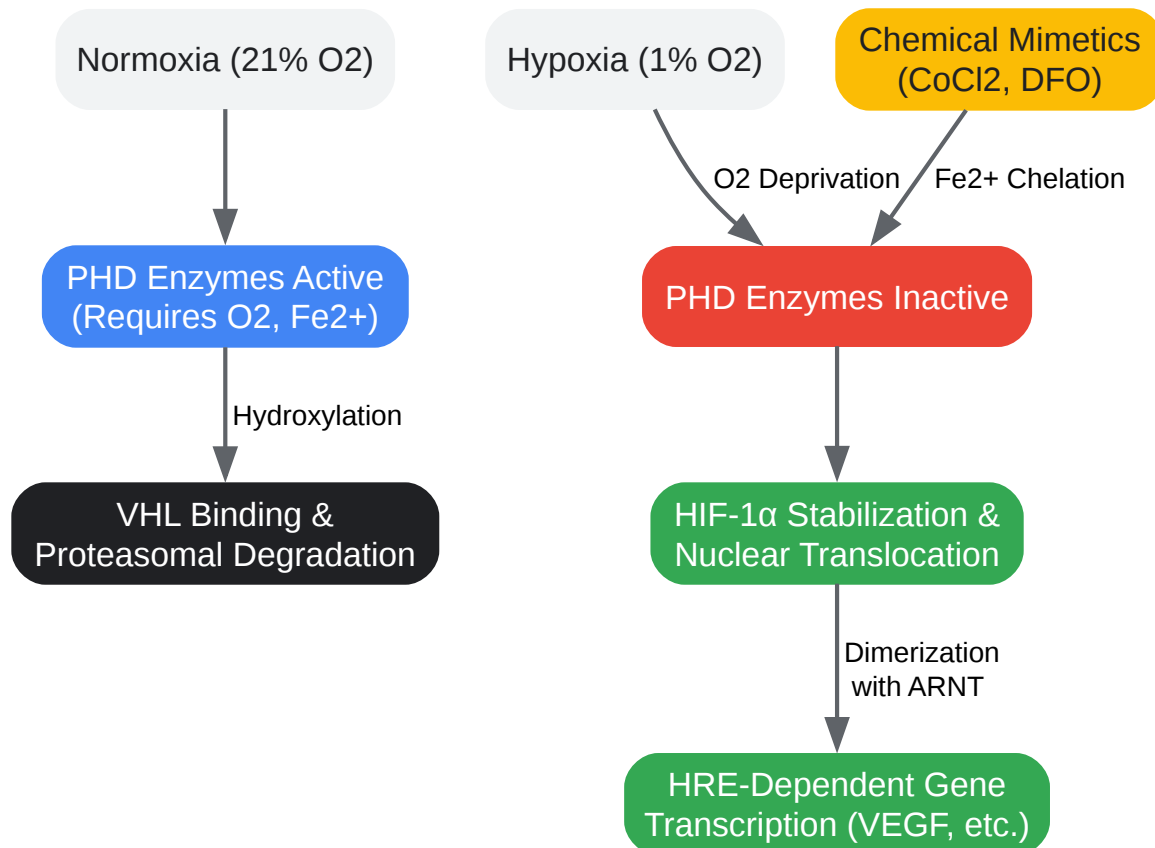 Normoxia (21% O2)
Hypoxia (1% O2)
Chemical Mimetics
(CoCl2, DFO)
O2 Deprivation
Fe2+ Chelation
PHD Enzymes Active
(Requires O2, Fe2+)
PHD Enzymes Inactive
Hydroxylation
VHL Binding &
Proteasomal Degradation
HIF-1α Stabilization &
Nuclear Translocation
Dimerization
with ARNT
HRE-Dependent Gene
Transcription (VEGF, etc.)